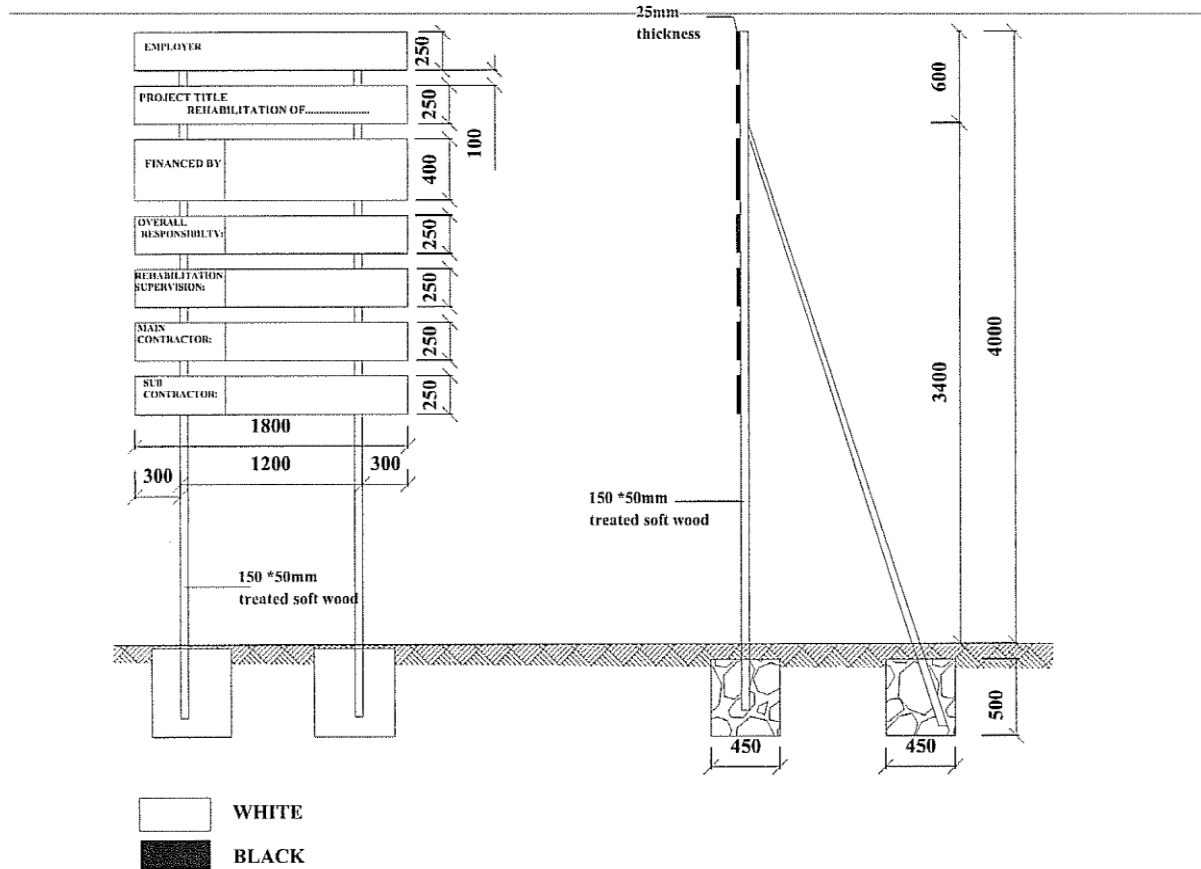 EMPLOYER
250
PROJECT TITLE
REHABILITATION OF......................
250
100
FINANCED BY
400
OVERALL
RESPONSIBILTY:
250
REHABILITATION
SUPERVISION:
250
MAIN
CONTRACTOR:
250
SUB
CONTRACTOR:
250
1800
300
1200
300
150 *50mm
treated soft wood
25mm
thickness
600
4000
3400
150 *50mm
treated soft wood
500
450
450
WHITE
BLACK